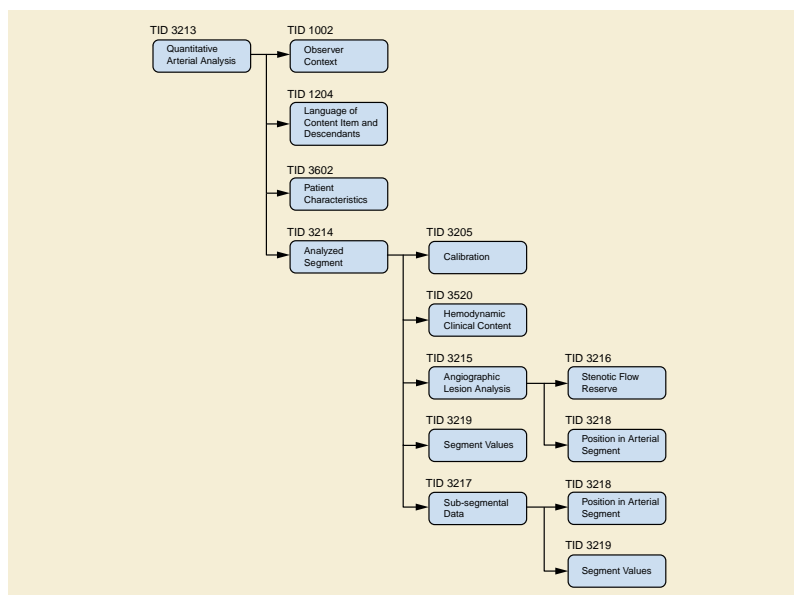 TID 3213
Quantitative
Arterial Analysis
TID 1002
Observer
Context
TID 1204
Language of
Content Item and
Descendants
TID 3602
Patient
Characteristics
TID 3214
Analyzed
Segment
TID 3205
Calibration
TID 3520
Hemodynamic
Clinical Content
TID 3215
Angiographic
Lesion Analysis
TID 3216
Stenotic Flow
Reserve
TID 3218
Position in Arterial
Segment
TID 3219
Segment Values
TID 3217
Sub-segmental
Data
TID 3218
Position in Arterial
Segment
TID 3219
Segment Values